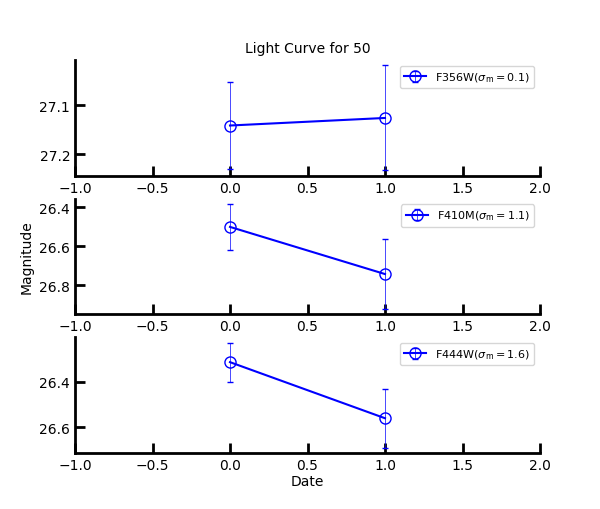 Light Curve for 50
F356W(σm = 0.1)
27.1
27.2
−1.0 −0.5 0.0 0.5 1.0 1.5 2.0
F410M(σm = 1.1)
26.4
26.6
26.8
−1.0 −0.5 0.0 0.5 1.0 1.5 2.0
Magnitude
F444W(σm = 1.6)
26.4
26.6
−1.0 −0.5 0.0 0.5 1.0 1.5 2.0
Date